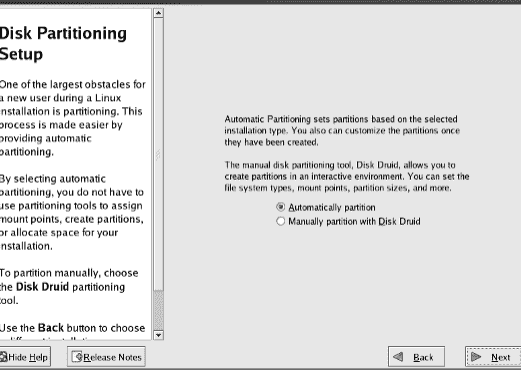 Disk Partitioning
Setup
One of the largest obstacles for
a new user during a Linux
installation is partitioning. This
process is made easier by
providing automatic
partitioning.
By selecting automatic
partitioning, you do not have to
use partitioning tools to assign
mount points, create partitions,
or allocate space for your
installation.
To partition manually, choose
the Disk Druid partitioning
tool.
Use the Back button to choose
Automatic Partitioning sets partitions based on the selected
installation type. You also can customize the partitions once
they have been created.
The manual disk partitioning tool, Disk Druid, allows you to
create partitions in an interactive environment. You can set the
file system types, mount points, partition sizes, and more.
Automatically partition
Manually partition with Disk Druid
Hide Help
Release Notes
Back
Next